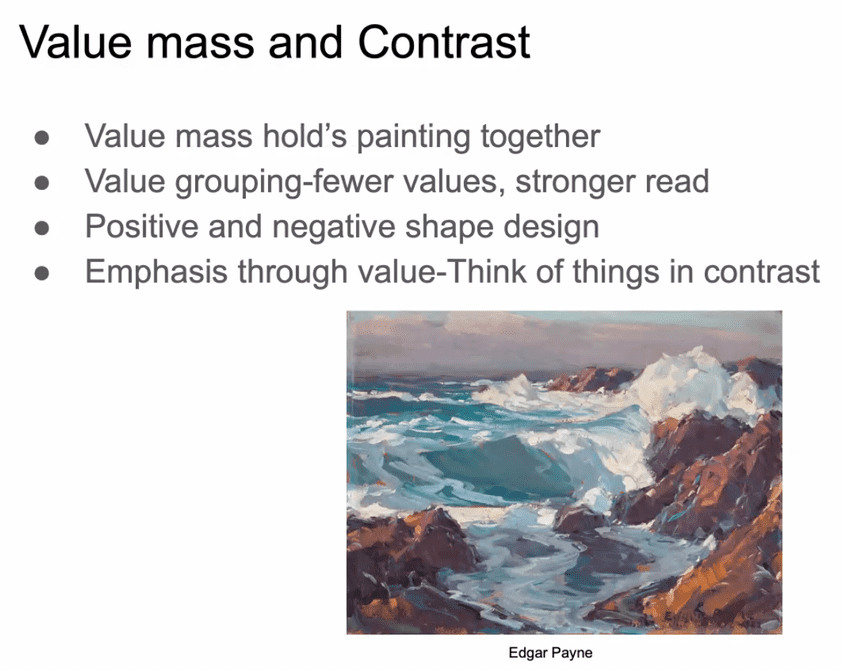 Value mass and Contrast
● Value mass hold’s painting together
● Value grouping-fewer values, stronger read
● Positive and negative shape design
● Emphasis through value-Think of things in contrast
Edgar Payne